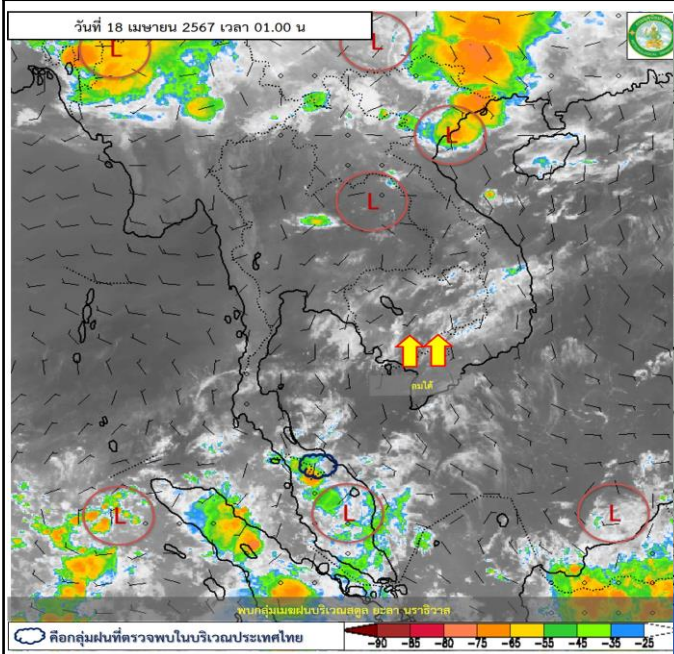 วันที่ 18 เมษายน 2567 เวลา 01.00 น
L
L
L
L
ลมใต้
L
L
L
พบกลุ่มเมฆฝนบริเวณสตูล ยะลา นราธิวาส
คือกลุ่มฝนที่ตรวจพบในบริเวณประเทศไทย
-90 -85 -80 -75 -65 -55 -45 -35 -25